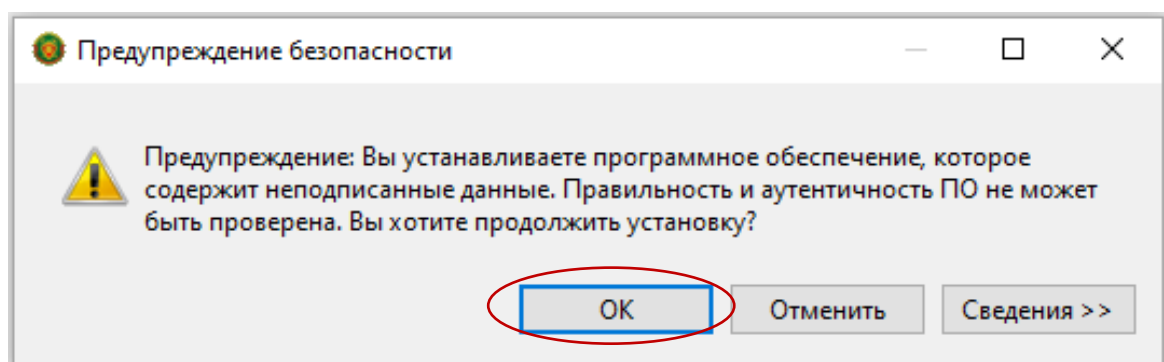 Предупреждение безопасности
Предупреждение: Вы устанавливаете программное обеспечение, которое
содержит неподписанные данные. Правильность и аутентичность ПО не может
быть проверена. Вы хотите продолжить установку?
ОК Отменить Сведения >>